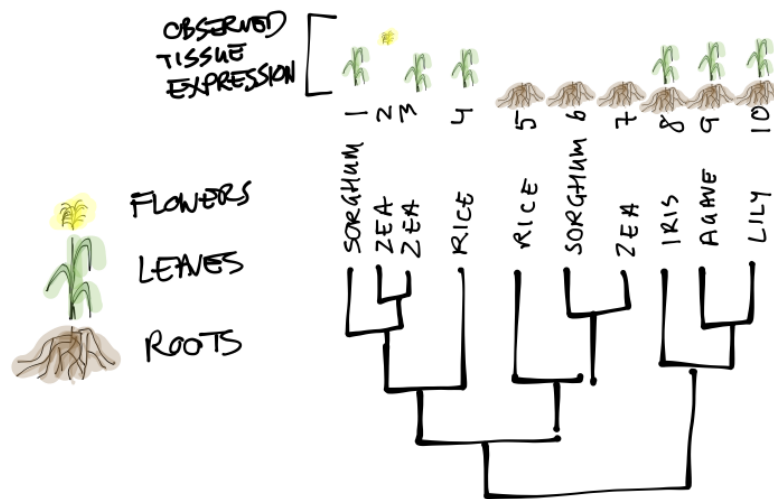 OBSERVED
TISSUE
EXPRESSION
1
2
3
4
5
6
7
8
9
10
SORGHUM
ZEA
ZEA
RICE
RICE
SORGHUM
ZEA
IRIS
AGAVE
LILY
FLOWERS
LEAVES
ROOTS